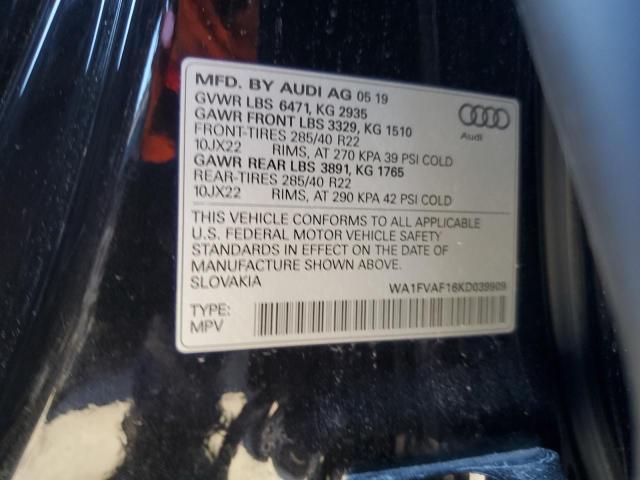 MFD. BY AUDI AG 05 19
GVWR LBS 6471, KG 2935
GAWR FRONT LBS 3329, KG 1510
FRONT-TIRES 285/40 R22
10JX22 RIMS, AT 270 KPA 39 PSI COLD
GAWR REAR LBS 3891, KG 1765
REAR-TIRES 285/40 R22
10JX22 RIMS, AT 290 KPA 42 PSI COLD
Audi
THIS VEHICLE CONFORMS TO ALL APPLICABLE
U.S. FEDERAL MOTOR VEHICLE SAFETY
STANDARDS IN EFFECT ON THE DATE OF
MANUFACTURE SHOWN ABOVE.
SLOVAKIA WA1FVAF16KD039909
TYPE:
MPV